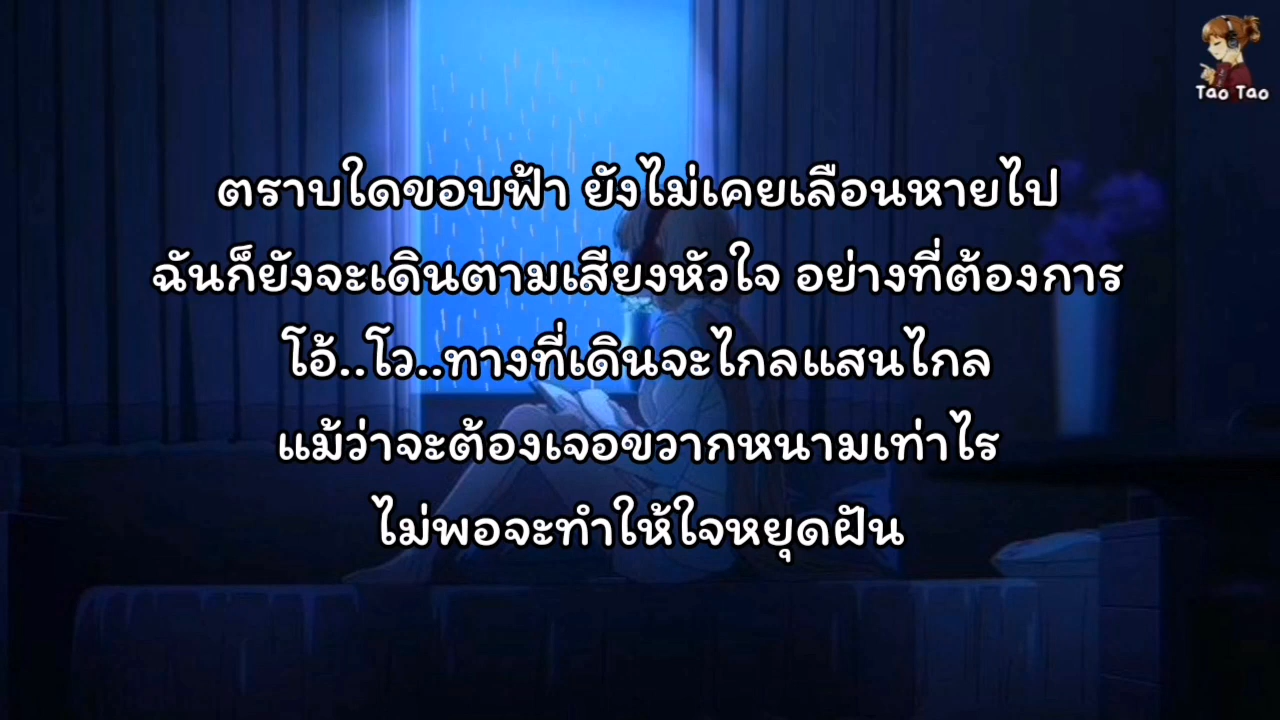 Tao Tao
ตราบใดขอบฟ้า ยังไม่เคยเลือนหายไป
ฉันก็ยังจะเดินตามเสียงหัวใจ อย่างที่ต้องการ
โอ้..โว..ทางที่เดินจะไกลแสนไกล
แม้ว่าจะต้องเจอขวากหนามเท่าไร
ไม่พอจะทำให้ใจหยุดฝัน